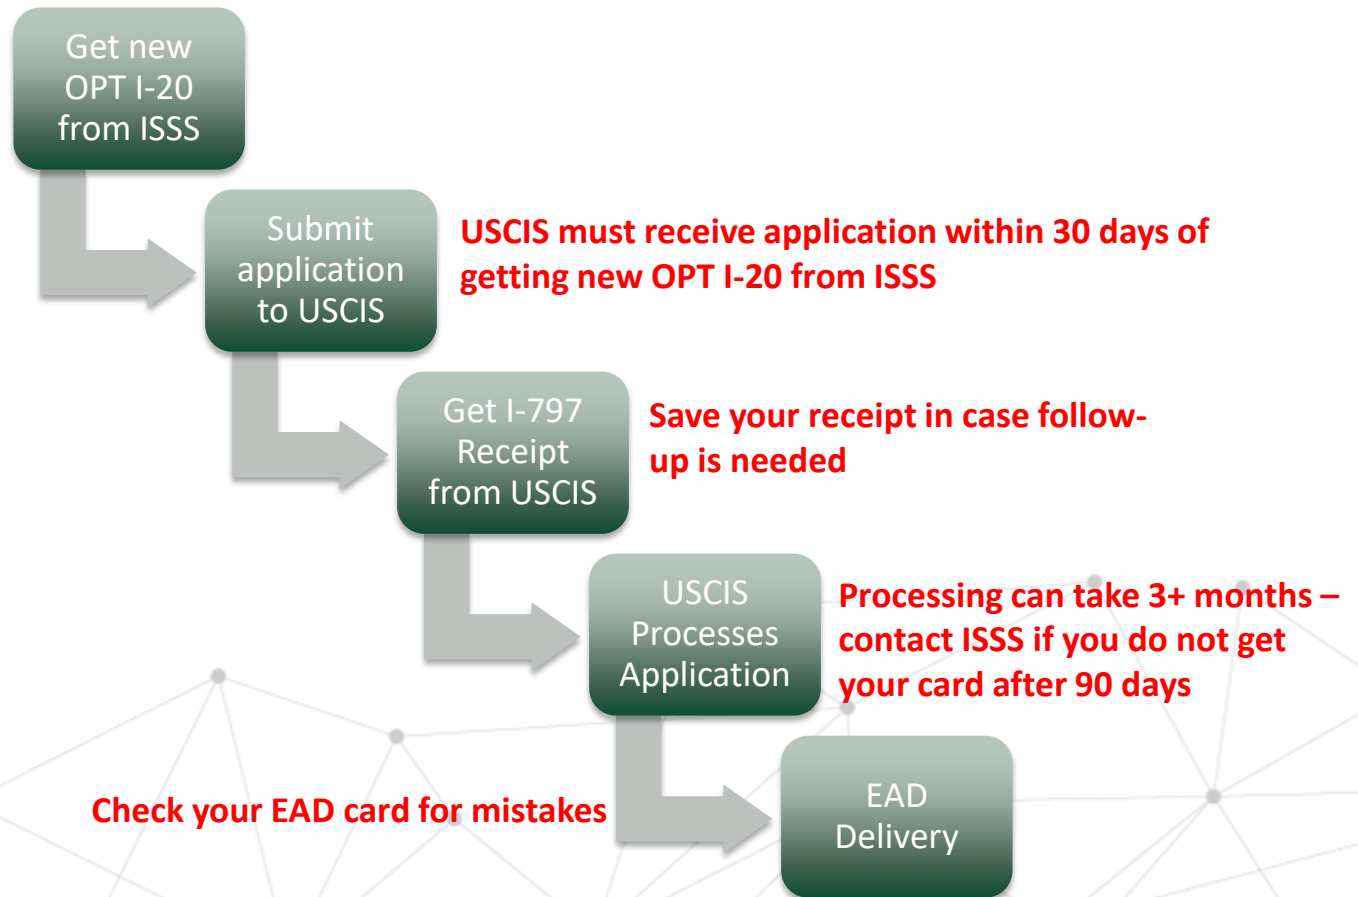 Get new
OPT I-20
from ISSS
Submit
application
to USCIS
USCIS must receive application within 30 days of
getting new OPT I-20 from ISSS
Get I-797
Receipt
from USCIS
Save your receipt in case follow-
up is needed
USCIS
Processes
Application
Processing can take 3+ months –
contact ISSS if you do not get
your card after 90 days
EAD
Delivery
Check your EAD card for mistakes